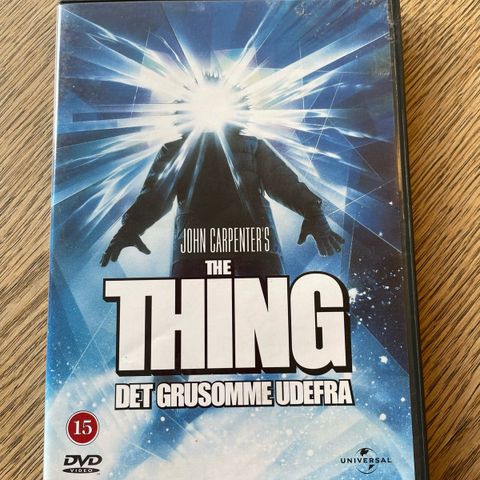 JOHN CARPENTER'S
THE
THING
DET GRUSOMME UDEFRA
15
DVD
VIDEO
UNIVERSAL